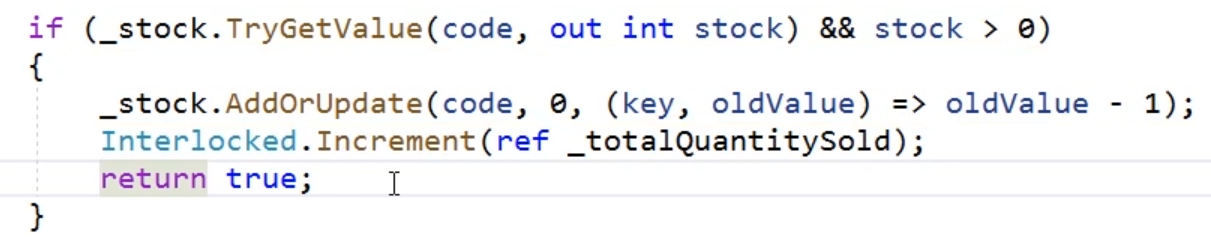 if (_stock.TryGetValue(code, out int stock) && stock > 0)
{
_stock.AddOrUpdate(code, 0, (key, oldValue) => oldValue - 1);
Interlocked.Increment(ref _totalQuantitySold);
return true;
}